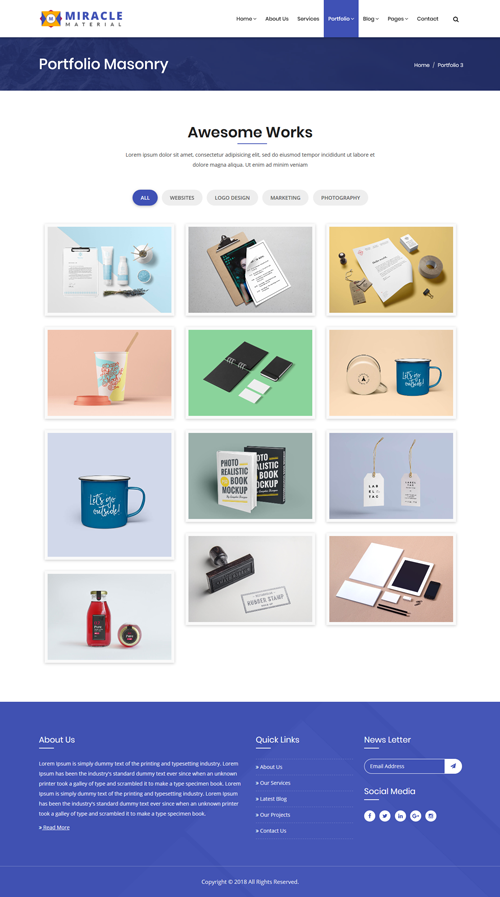 MIRACLE
MATERIAL
Home
About Us
Services
Portfolio
Blog
Pages
Contact
Portfolio Masonry
Home / Portfolio 3
Awesome Works
Lorem ipsum dolor sit amet, consectetur adipisicing elit, sed do eiusmod tempor incididunt ut labore et
dolore magna aliqua. Ut enim ad minim veniam
ALL
WEBSITES
LOGO DESIGN
MARKETING
PHOTOGRAPHY
Let's go
outside!
Let's go
outside!
PHOTO
REALISTIC
BOOK
MOCKUP
PHOTO
REALISTIC
BOOK
MOCKUP
RUBBER STAMP
About Us
Lorem Ipsum is simply dummy text of the printing and typesetting industry. Lorem
Ipsum has been the industry's standard dummy text ever since when an unknown
printer took a galley of type and scrambled it to make a type specimen book. Lorem
Ipsum is simply dummy text of the printing and typesetting industry. Lorem Ipsum
has been the industry's standard dummy text ever since when an unknown
printer took a galley of type and scrambled it to make a type specimen book.
» Read More
Quick Links
» About Us
» Our Services
» Latest Blog
» Our Projects
» Contact Us
News Letter
Email Address
Social Media
Copyright © 2018 All Rights Reserved.